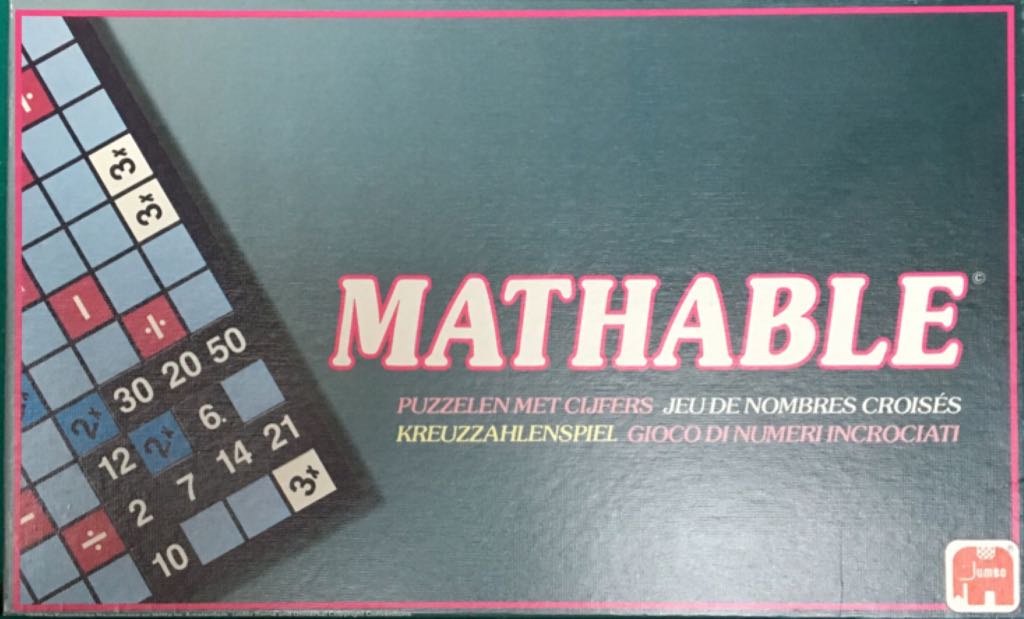 3x
3x
30 20 50
2x
2x
6.
12
14 21
2 7
3x
10
MATHABLE©
PUZZELEN MET CIJFERS JEU DE NOMBRES CROISÉS
KREUZZAHLENSPIEL GIOCO DI NUMERI INCROCIATI
Jumbo